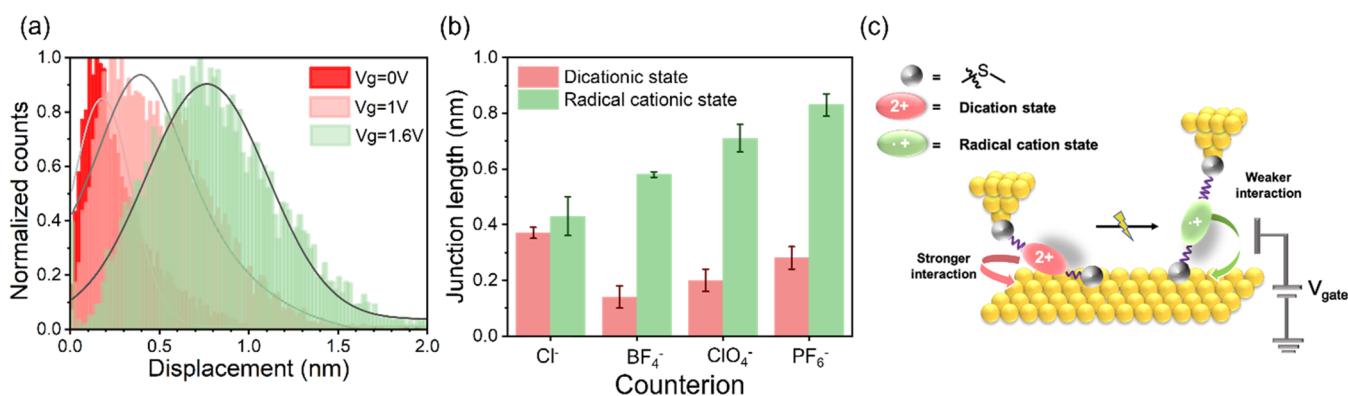 (a)
Normalized counts
1.0
0.8
0.6
0.4
0.2
0.0
Vg=0V
Vg=1V
Vg=1.6V
0.0 0.5 1.0 1.5 2.0
Displacement (nm)
(b)
Junction length (nm)
1.0
0.8
0.6
0.4
0.2
0.0
Dicationic state
Radical cationic state
Cl⁻ BF₄⁻ ClO₄⁻ PF₆⁻
Counterion
(c)
= S
2+ = Dication state
·+ = Radical cation state
Weaker
interaction
·+
Stronger
interaction
2+
Vgate